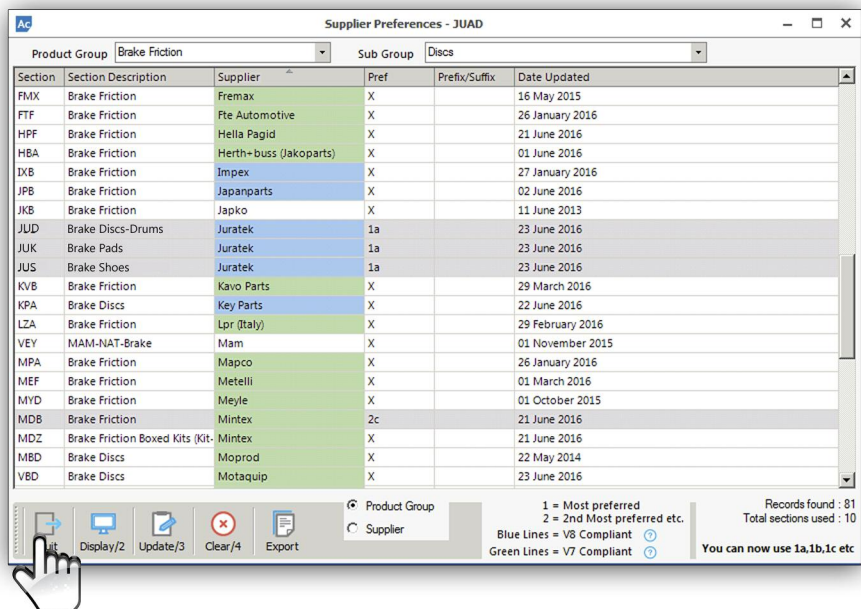 Ac Supplier Preferences - JUAD
Product Group Brake Friction Sub Group Discs
Section Section Description Supplier Pref Prefix/Suffix Date Updated
FMX Brake Friction Fremax X 16 May 2015
FTF Brake Friction Fte Automotive X 26 January 2016
HPF Brake Friction Hella Pagid X 21 June 2016
HBA Brake Friction Herth+buss (Jakoparts) X 01 June 2016
IXB Brake Friction Impex X 27 January 2016
JPB Brake Friction Japanparts X 02 June 2016
JKB Brake Friction Japko X 11 June 2013
JUD Brake Discs-Drums Juratek 1a 23 June 2016
JUK Brake Pads Juratek 1a 23 June 2016
JUS Brake Shoes Juratek 1a 23 June 2016
KVB Brake Friction Kavo Parts X 29 March 2016
KPA Brake Discs Key Parts X 22 June 2016
LZA Brake Friction Lpr (Italy) X 29 February 2016
VEY MAM-NAT-Brake Mam X 01 November 2015
MPA Brake Friction Mapco X 26 January 2016
MEF Brake Friction Metelli X 01 March 2016
MYD Brake Friction Meyle X 01 October 2015
MDB Brake Friction Mintex 2c 21 June 2016
MDZ Brake Friction Boxed Kits (Kit- Mintex X 21 June 2016
MBD Brake Discs Moprod X 22 May 2014
VBD Brake Discs Motaquip X 23 June 2016
Display/2 Update/3 Clear/4 Export
Product Group
Supplier
1 = Most preferred
2 = 2nd Most preferred etc.
Blue Lines = V8 Compliant ?
Green Lines = V7 Compliant ?
Records found : 81
Total sections used : 10
You can now use 1a,1b,1c etc